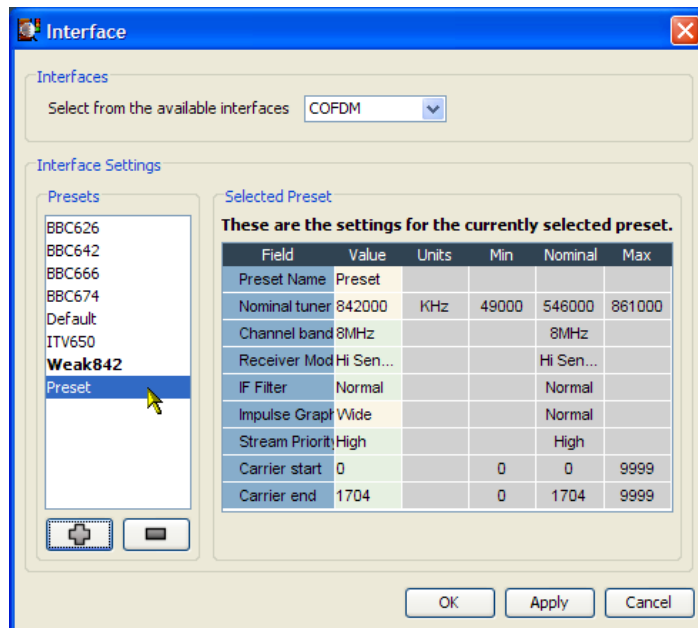 Interface
Interfaces
Select from the available interfaces COFDM
Interface Settings
Presets
BBC626
BBC642
BBC666
BBC674
Default
ITV650
Weak842
Preset
Selected Preset
These are the settings for the currently selected preset.
Field Value Units Min Nominal Max
Preset Name Preset
Nominal tuner 842000 KHz 49000 546000 861000
Channel band 8MHz 8MHz
Receiver Mod Hi Sen... Hi Sen...
IF Filter Normal Normal
Impulse Graph Wide Normal
Stream Priority High High
Carrier start 0 0 0 9999
Carrier end 1704 0 1704 9999
OK Apply Cancel